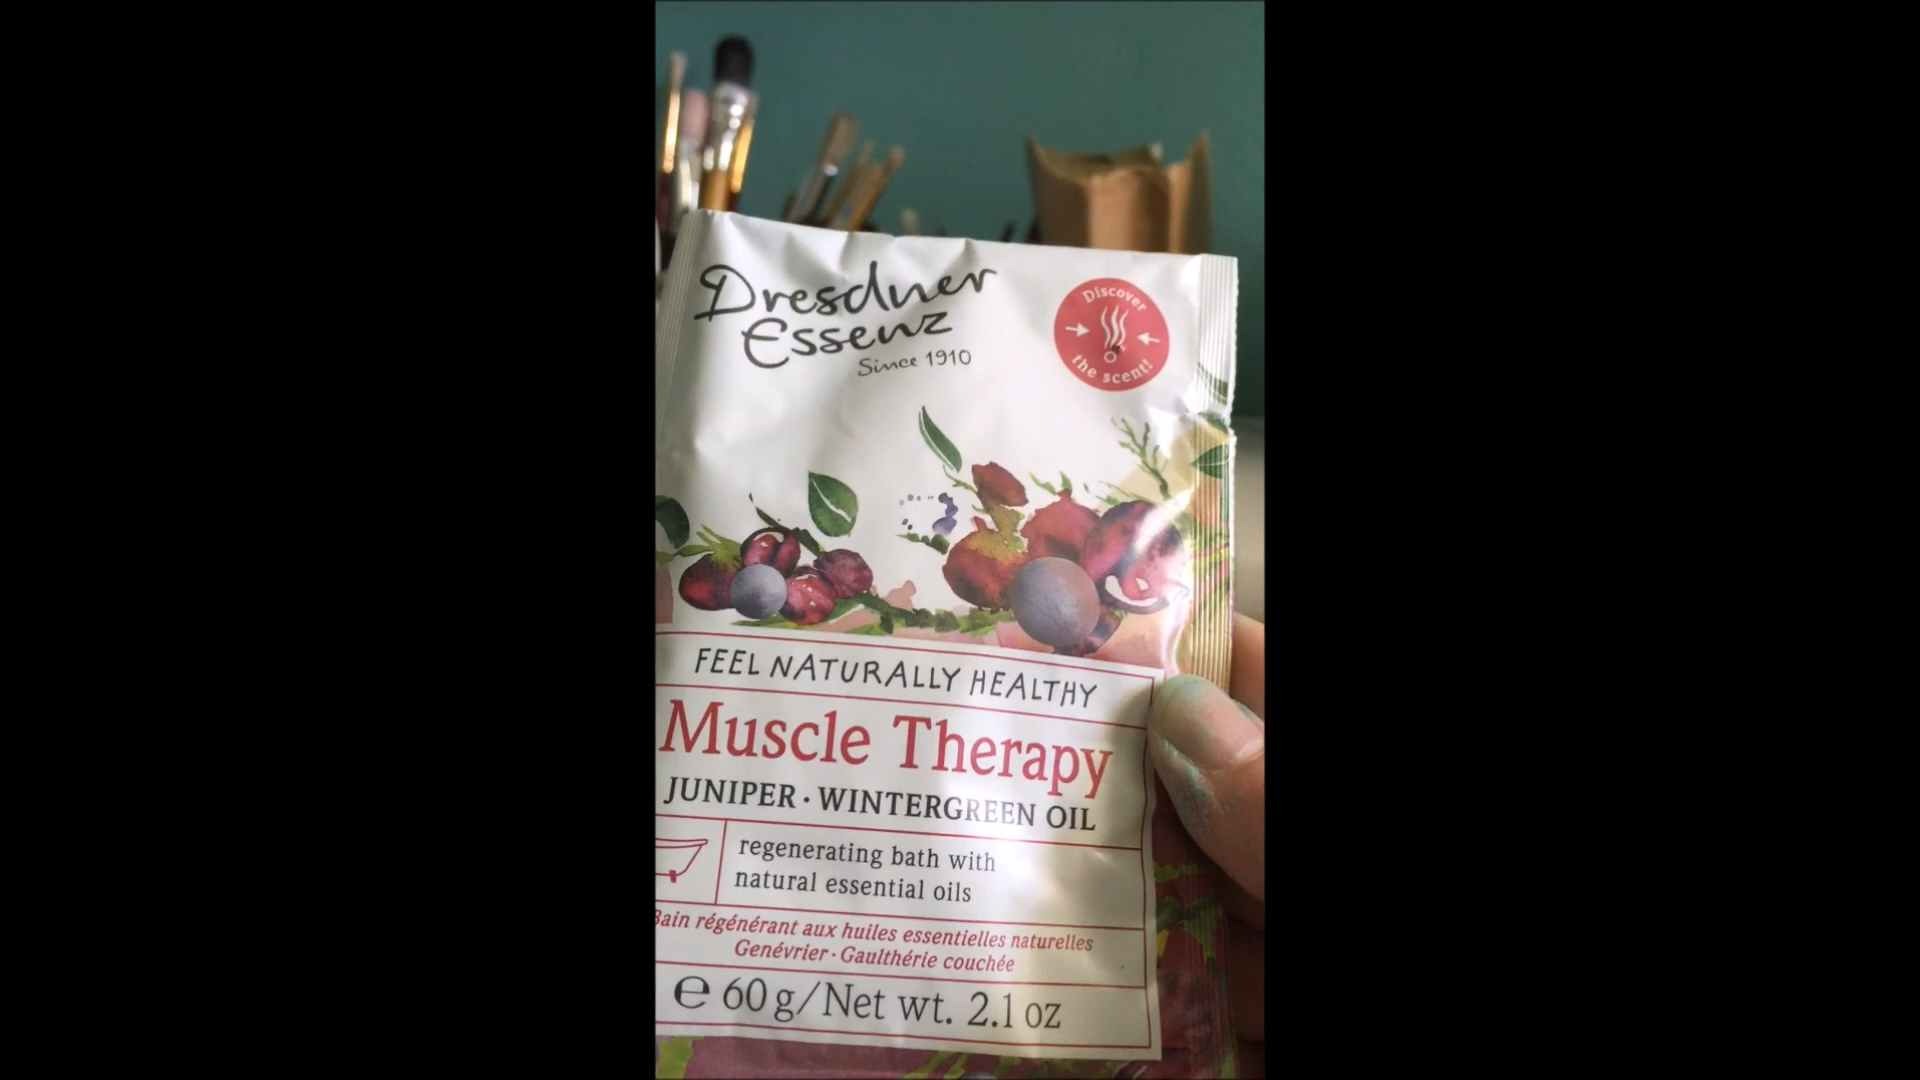 Dresdner
Essenz
Since 1910
Discover
the scent!
FEEL NATURALLY HEALTHY
Muscle Therapy
JUNIPER · WINTERGREEN OIL
regenerating bath with
natural essential oils
Bain régénérant aux huiles essentielles naturelles
Genévrier · Gaulthérie couchée
℮ 60 g/Net wt. 2.1 oz